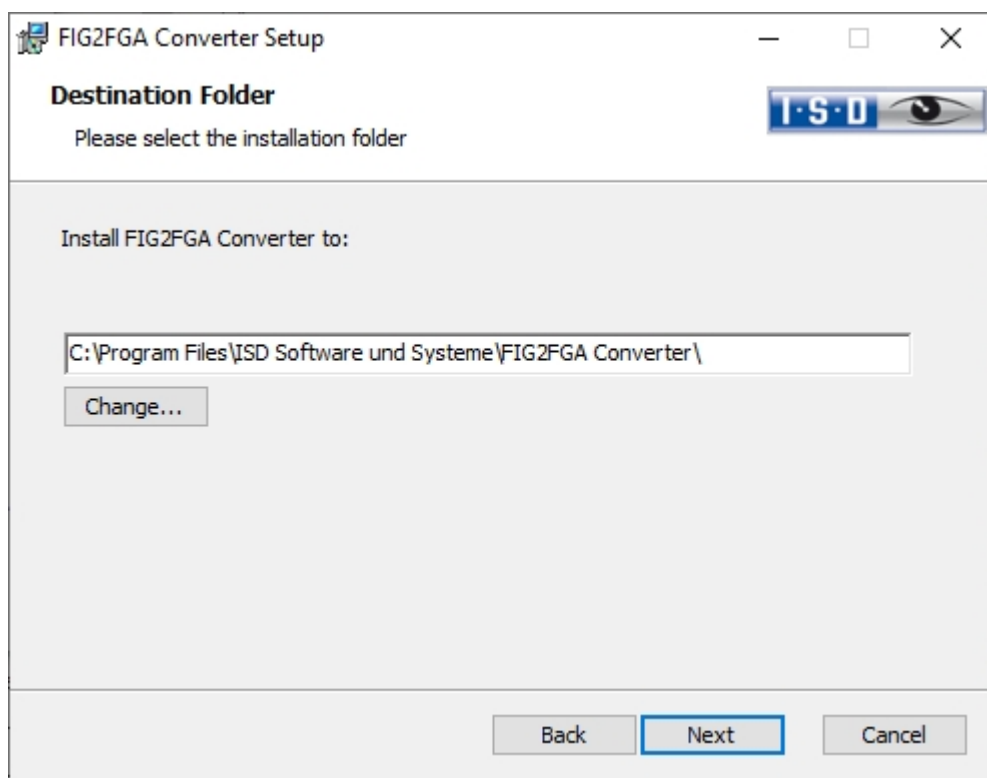 FIG2FGA Converter Setup
Destination Folder
I·S·D
Please select the installation folder
Install FIG2FGA Converter to:
C:\Program Files\ISD Software und Systeme\FIG2FGA Converter\
Change...
Back Next Cancel